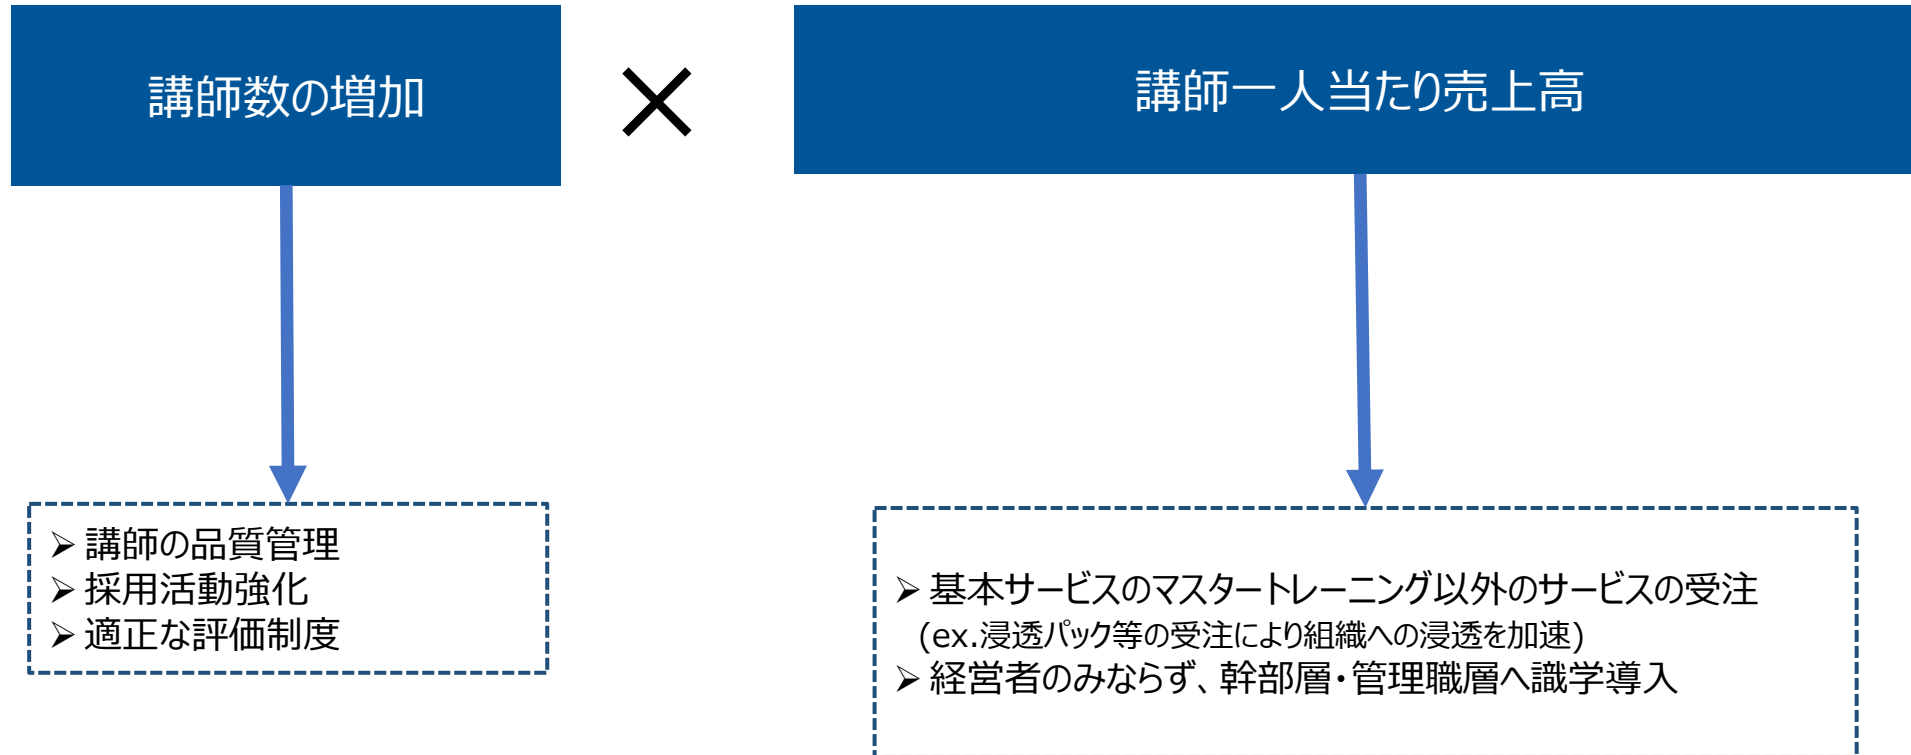 講師数の増加
×
講師一人当たり売上高
➢ 講師の品質管理
➢ 採用活動強化
➢ 適正な評価制度
➢ 基本サービスのマスタートレーニング以外のサービスの受注
(ex.浸透パック等の受注により組織への浸透を加速)
➢ 経営者のみならず、幹部層・管理職層へ識学導入